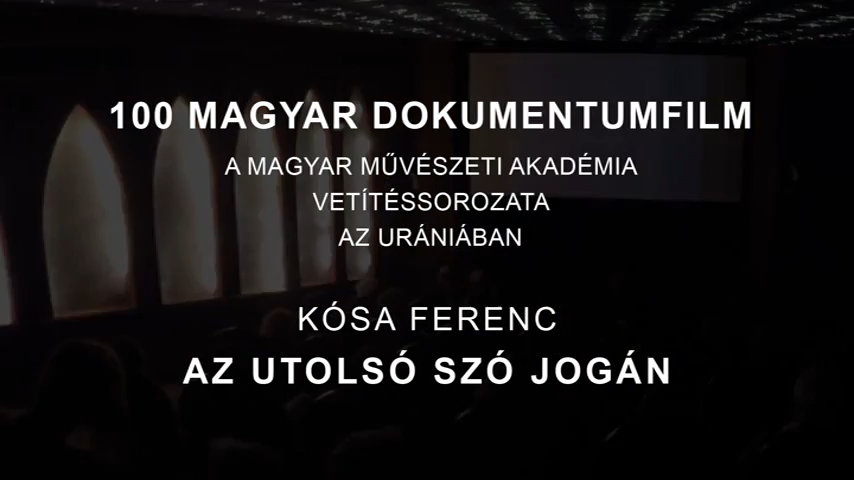 100 MAGYAR DOKUMENTUMFILM
A MAGYAR MŰVÉSZETI AKADÉMIA
VETÍTÉSSOROZATA
AZ URÁNIÁBAN
KÓSA FERENC
AZ UTOLSÓ SZÓ JOGÁN